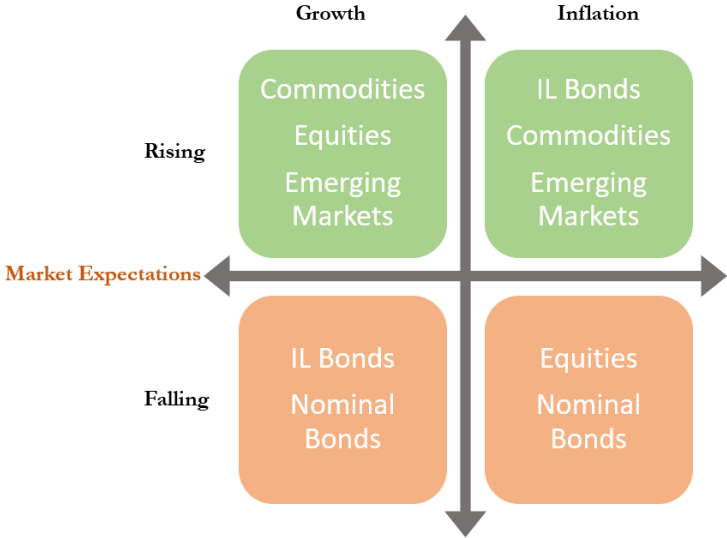 Growth
Inflation
Rising
Commodities
Equities
Emerging
Markets
IL Bonds
Commodities
Emerging
Markets
Market Expectations
Falling
IL Bonds
Nominal
Bonds
Equities
Nominal
Bonds